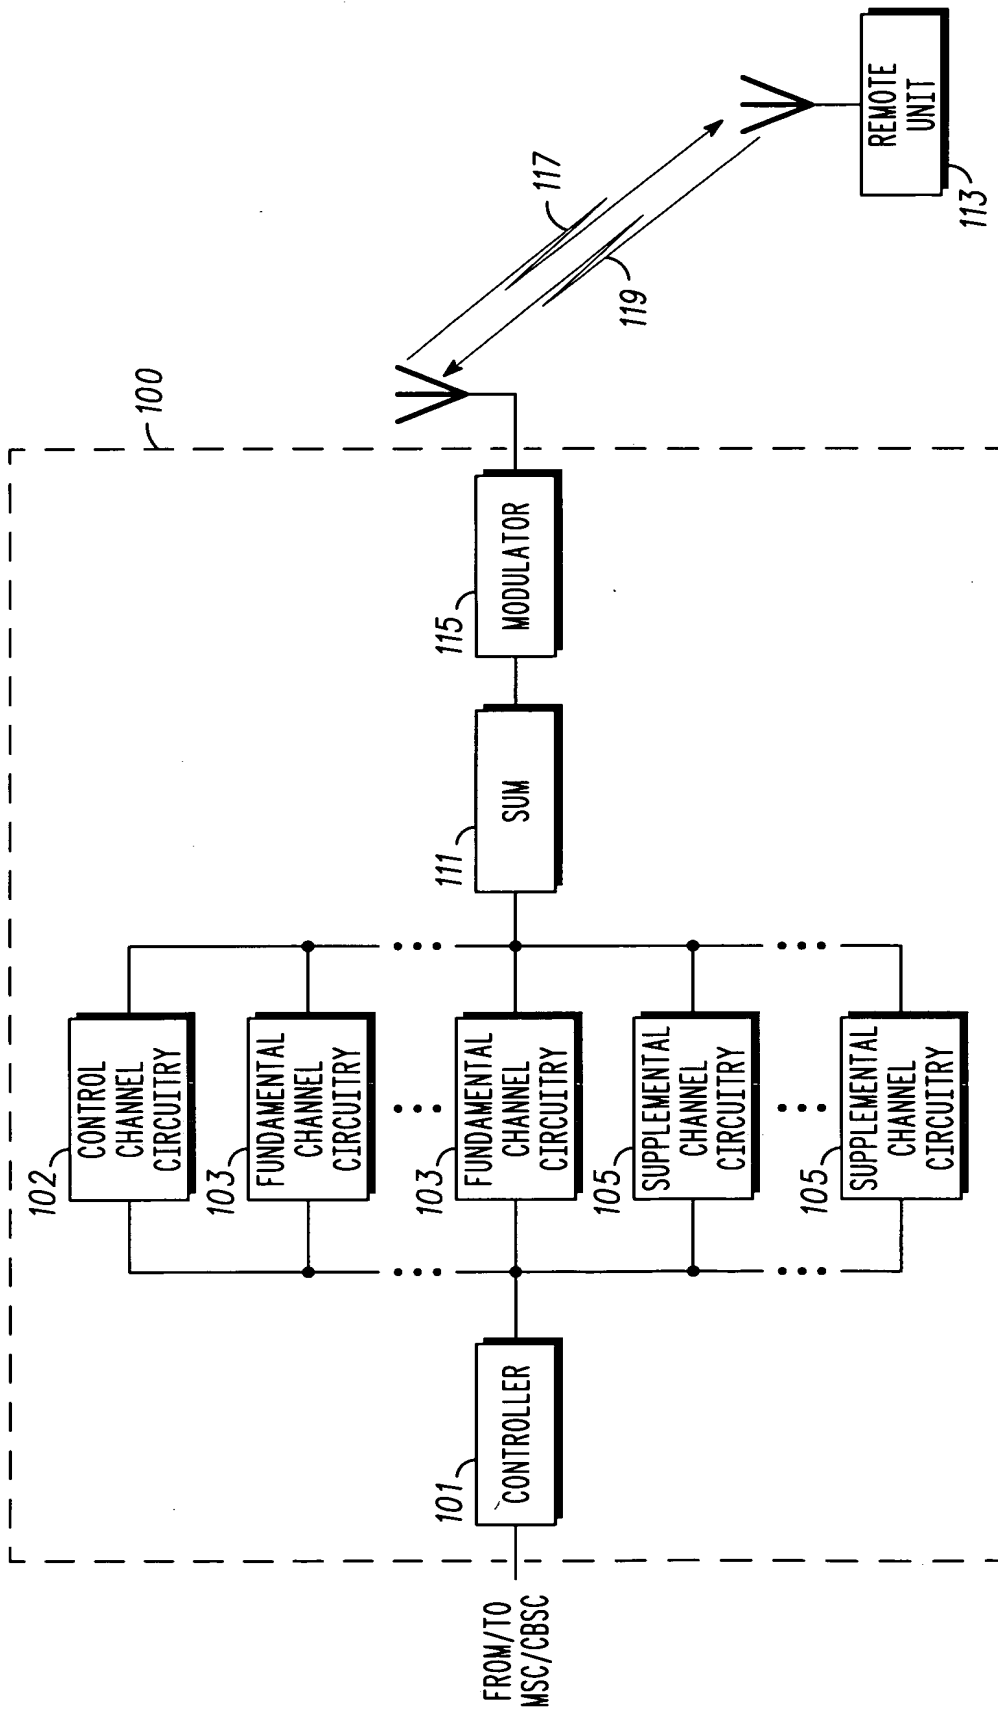 100
102
CONTROL
CHANNEL
CIRCUITRY
103
FUNDAMENTAL
CHANNEL
CIRCUITRY
103
FUNDAMENTAL
CHANNEL
CIRCUITRY
105
SUPPLEMENTAL
CHANNEL
CIRCUITRY
105
SUPPLEMENTAL
CHANNEL
CIRCUITRY
FROM/TO
MSC/CBSC
101
CONTROLLER
111
SUM
115
MODULATOR
117
119
REMOTE
UNIT
113